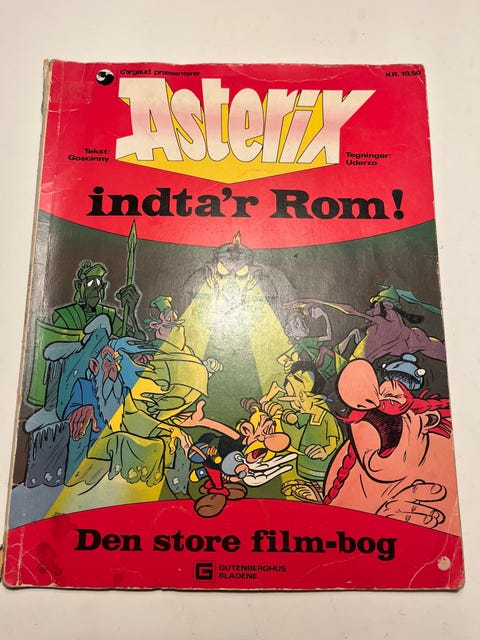 dargaud præsenterer
KR. 19,50
Asterix
Tekst:
Goscinny
Tegninger:
Uderzo
indta'r Rom!
Den store film-bog
G GUTENBERGHUS
BLADENE